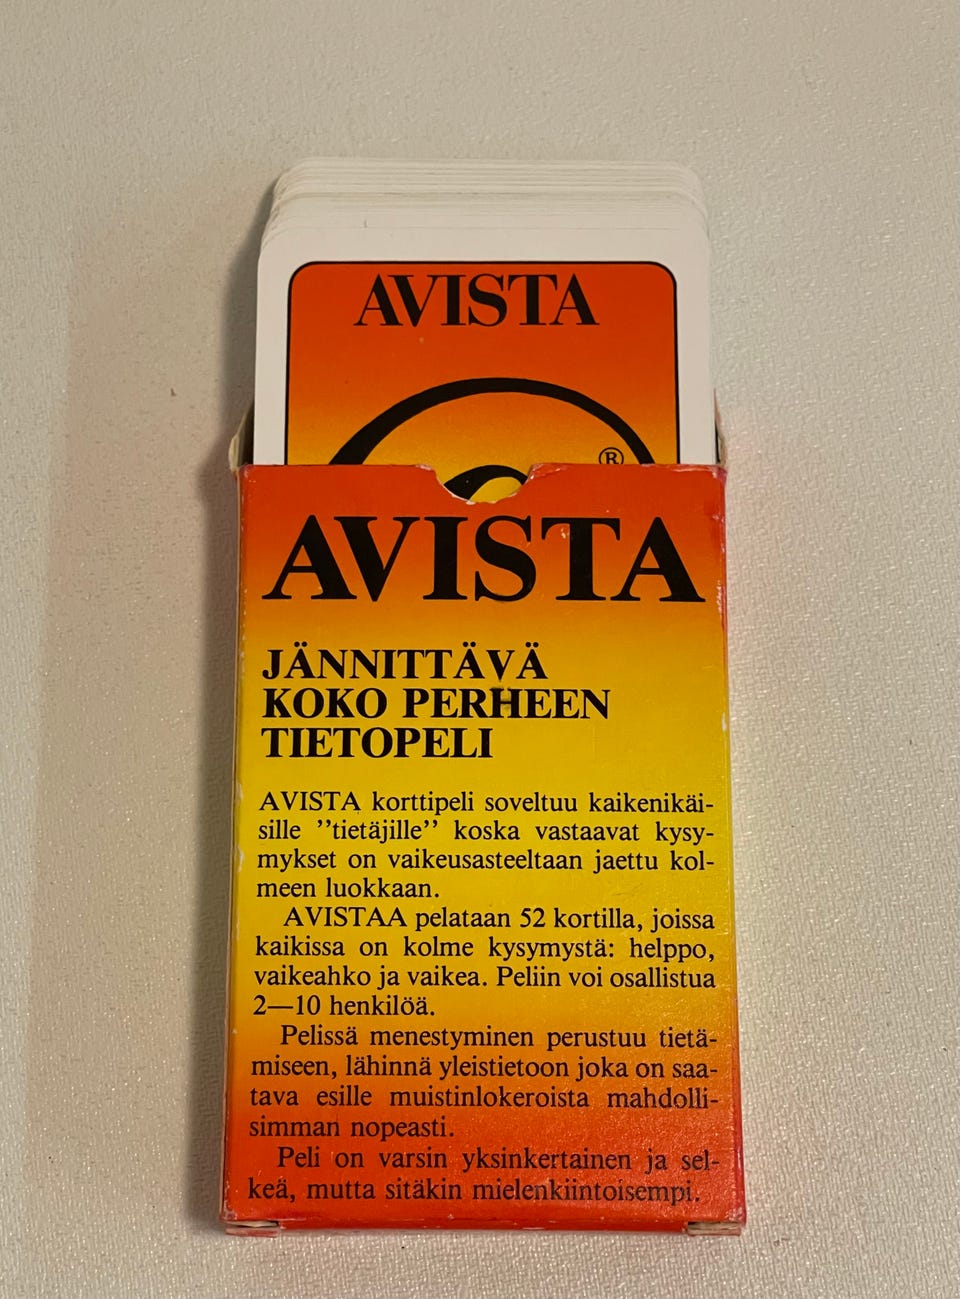 AVISTA
®
AVISTA
JÄNNITTÄVÄ
KOKO PERHEEN
TIETOPELI
AVISTA korttipeli soveltuu kaikenikäi-
sille ”tietäjille” koska vastaavat kysy-
mykset on vaikeusasteeltaan jaettu kol-
meen luokkaan.
AVISTAA pelataan 52 kortilla, joissa
kaikissa on kolme kysymystä: helppo,
vaikeahko ja vaikea. Peliin voi osallistua
2—10 henkilöä.
Pelissä menestyminen perustuu tietä-
miseen, lähinnä yleistietoon joka on saa-
tava esille muistinlokeroista mahdolli-
simman nopeasti.
Peli on varsin yksinkertainen ja sel-
keä, mutta sitäkin mielenkiintoisempi.